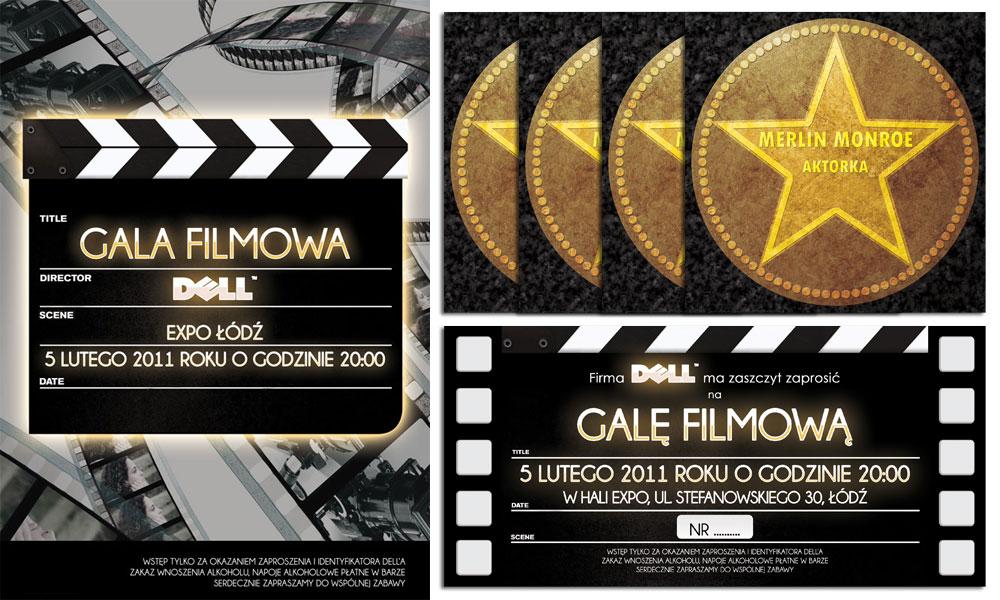 TITLE
GALA FILMOWA
DIRECTOR
DELL™
SCENE
EXPO ŁÓDŹ
5 LUTEGO 2011 ROKU O GODZINIE 20:00
DATE
WSTĘP TYLKO ZA OKAZANIEM ZAPROSZENIA I IDENTYFIKATORA DELL'A
ZAKAZ WNOSZENIA ALKOHOLU, NAPOJE ALKOHOLOWE PŁATNE W BARZE
SERDECZNIE ZAPRASZAMY DO WSPÓLNEJ ZABAWY
MERLIN MONROE
AKTORKA
Firma DELL™ ma zaszczyt zaprosić
na
GALĘ FILMOWĄ
TITLE
5 LUTEGO 2011 ROKU O GODZINIE 20:00
W HALI EXPO, UL. STEFANOWSKIEGO 30, ŁÓDŹ
DATE
NR ..........
SCENE
WSTĘP TYLKO ZA OKAZANIEM ZAPROSZENIA I IDENTYFIKATORA DELL'A
ZAKAZ WNOSZENIA ALKOHOLU, NAPOJE ALKOHOLOWE PŁATNE W BARZE
SERDECZNIE ZAPRASZAMY DO WSPÓLNEJ ZABAWY